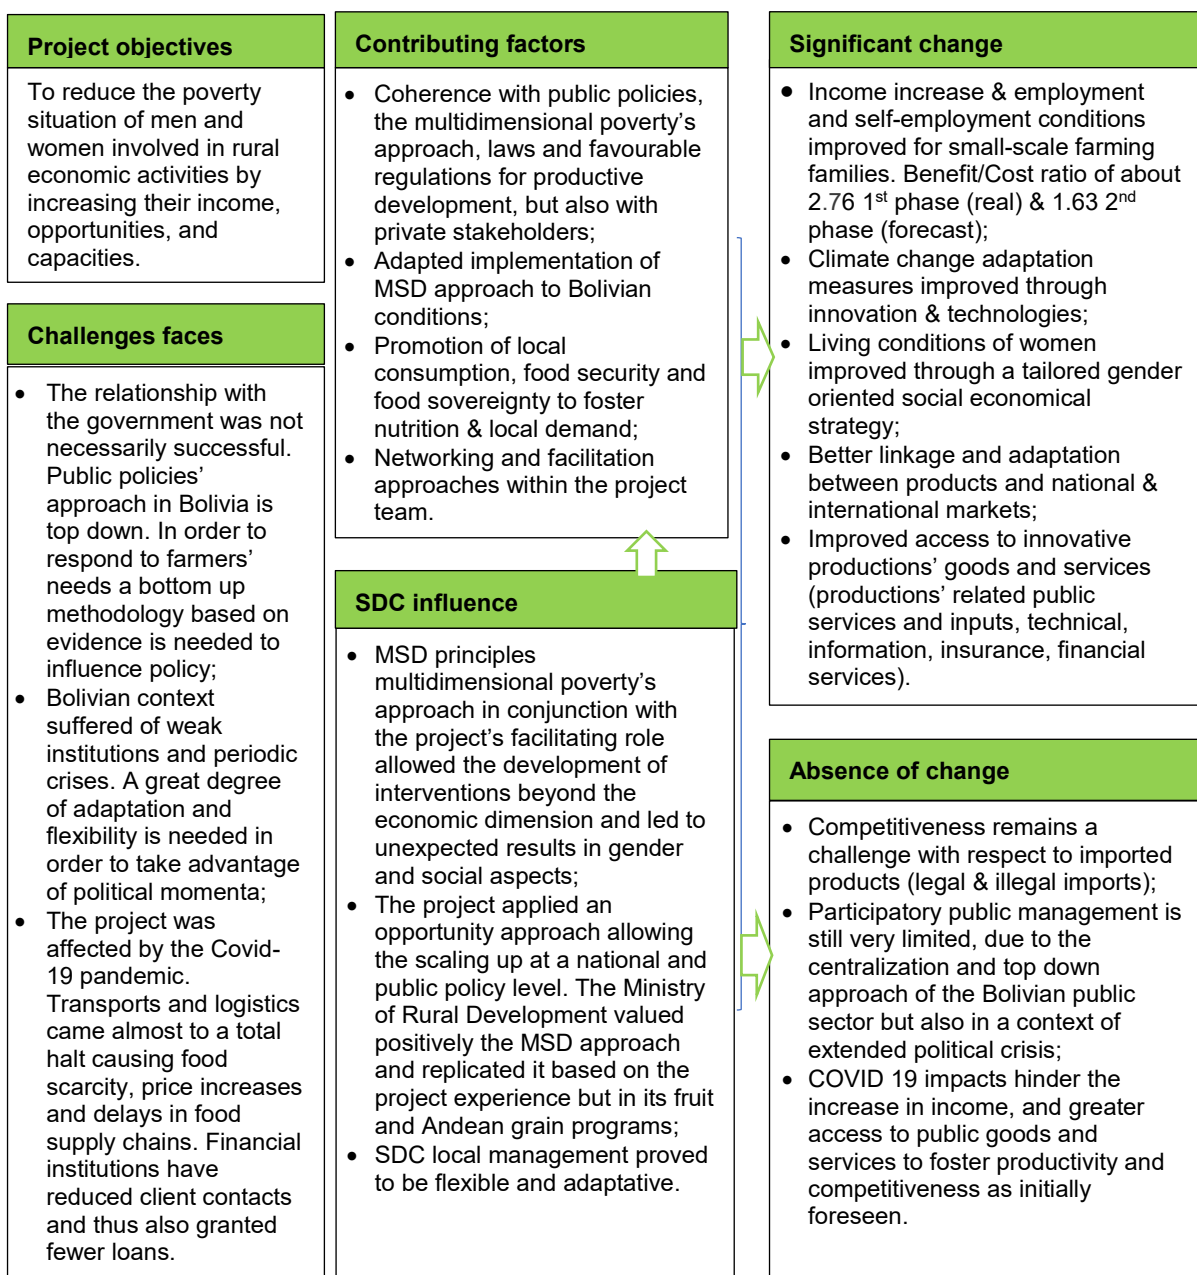 Project objectives
To reduce the poverty
situation of men and
women involved in rural
economic activities by
increasing their income,
opportunities, and
capacities.
Challenges faces
• The relationship with
the government was not
necessarily successful.
Public policies’
approach in Bolivia is
top down. In order to
respond to farmers’
needs a bottom up
methodology based on
evidence is needed to
influence policy;
• Bolivian context
suffered of weak
institutions and periodic
crises. A great degree
of adaptation and
flexibility is needed in
order to take advantage
of political momenta;
• The project was
affected by the Covid-
19 pandemic.
Transports and logistics
came almost to a total
halt causing food
scarcity, price increases
and delays in food
supply chains. Financial
institutions have
reduced client contacts
and thus also granted
fewer loans.
Contributing factors
• Coherence with public policies,
the multidimensional poverty’s
approach, laws and favourable
regulations for productive
development, but also with
private stakeholders;
• Adapted implementation of
MSD approach to Bolivian
conditions;
• Promotion of local
consumption, food security and
food sovereignty to foster
nutrition & local demand;
• Networking and facilitation
approaches within the project
team.
SDC influence
• MSD principles
multidimensional poverty’s
approach in conjunction with
the project’s facilitating role
allowed the development of
interventions beyond the
economic dimension and led to
unexpected results in gender
and social aspects;
• The project applied an
opportunity approach allowing
the scaling up at a national and
public policy level. The Ministry
of Rural Development valued
positively the MSD approach
and replicated it based on the
project experience but in its fruit
and Andean grain programs;
• SDC local management proved
to be flexible and adaptative.
Significant change
• Income increase & employment
and self-employment conditions
improved for small-scale farming
families. Benefit/Cost ratio of about
2.76 1st phase (real) & 1.63 2nd
phase (forecast);
• Climate change adaptation
measures improved through
innovation & technologies;
• Living conditions of women
improved through a tailored gender
oriented social economical
strategy;
• Better linkage and adaptation
between products and national &
international markets;
• Improved access to innovative
productions’ goods and services
(productions’ related public
services and inputs, technical,
information, insurance, financial
services).
Absence of change
• Competitiveness remains a
challenge with respect to imported
products (legal & illegal imports);
• Participatory public management is
still very limited, due to the
centralization and top down
approach of the Bolivian public
sector but also in a context of
extended political crisis;
• COVID 19 impacts hinder the
increase in income, and greater
access to public goods and
services to foster productivity and
competitiveness as initially
foreseen.